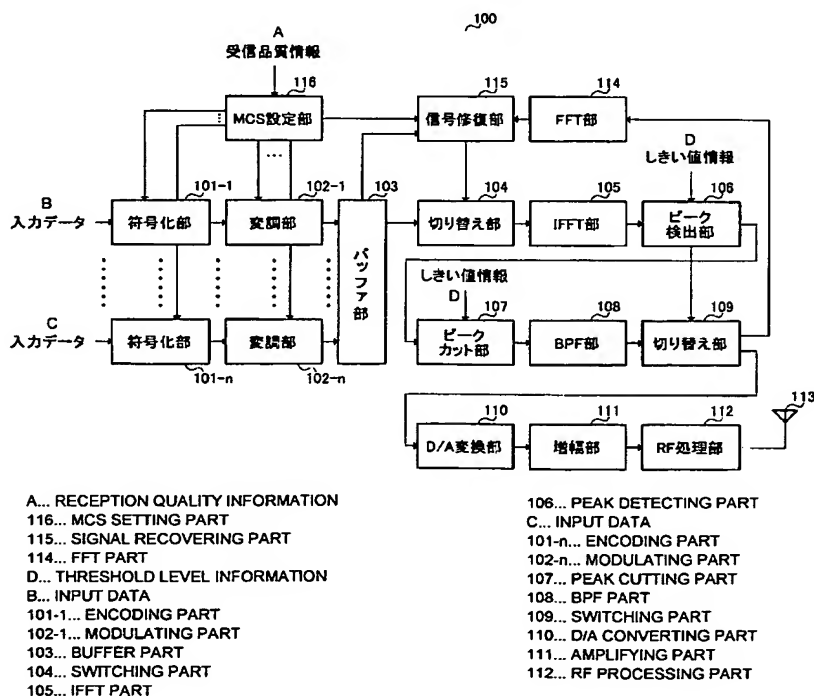 100
A
受信品質情報
116
115
114
MCS設定部
信号修復部
FFT部
D
しきい値情報
B
入力データ
101-1
102-1
103
104
105
106
符号化部
変調部
バッファ部
切り替え部
IFFT部
ピーク
検出部
しきい値情報
D
107
108
109
C
入力データ
符号化部
変調部
ピーク
カット部
BPF部
切り替え部
101-n
102-n
110
111
112
113
D/A変換部
増幅部
RF処理部
A... RECEPTION QUALITY INFORMATION
116... MCS SETTING PART
115... SIGNAL RECOVERING PART
114... FFT PART
D... THRESHOLD LEVEL INFORMATION
B... INPUT DATA
101-1... ENCODING PART
102-1... MODULATING PART
103... BUFFER PART
104... SWITCHING PART
105... IFFT PART
106... PEAK DETECTING PART
C... INPUT DATA
101-n... ENCODING PART
102-n... MODULATING PART
107... PEAK CUTTING PART
108... BPF PART
109... SWITCHING PART
110... D/A CONVERTING PART
111... AMPLIFYING PART
112... RF PROCESSING PART